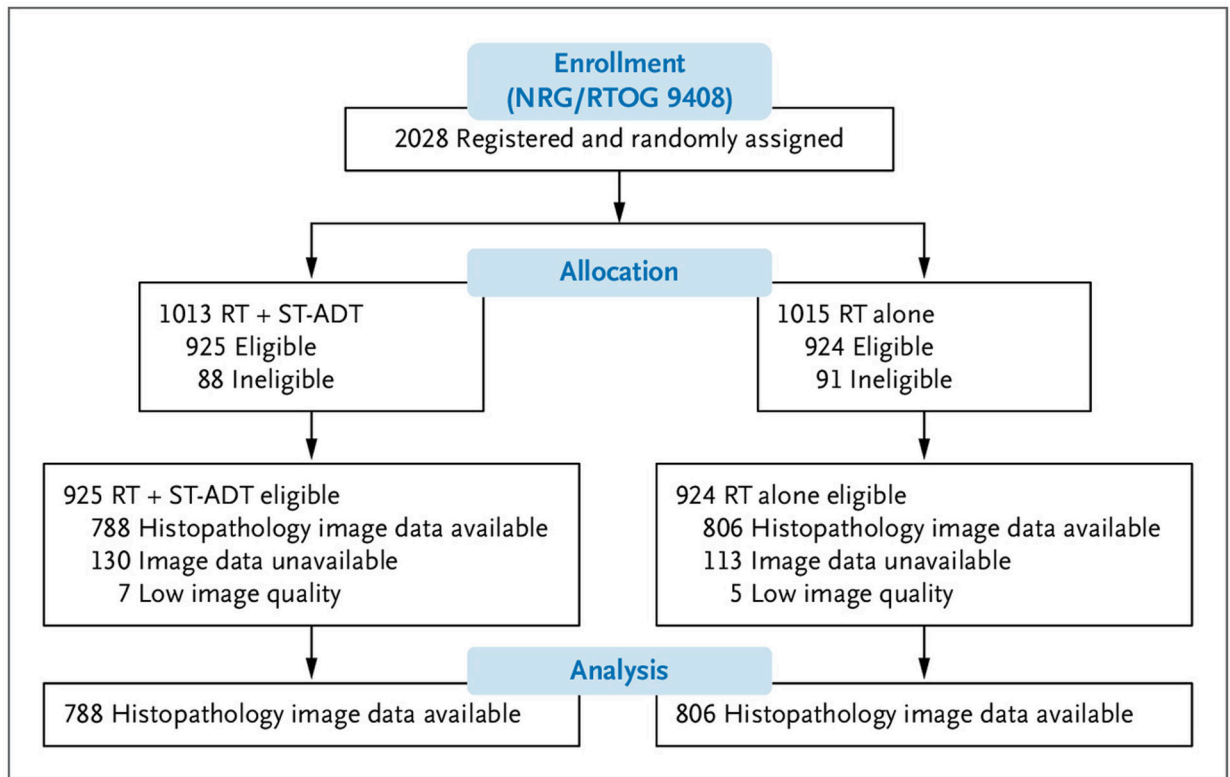 Enrollment
(NRG/RTOG 9408)
2028 Registered and randomly assigned
Allocation
1013 RT + ST-ADT
925 Eligible
88 Ineligible
1015 RT alone
924 Eligible
91 Ineligible
925 RT + ST-ADT eligible
788 Histopathology image data available
130 Image data unavailable
7 Low image quality
924 RT alone eligible
806 Histopathology image data available
113 Image data unavailable
5 Low image quality
Analysis
788 Histopathology image data available
806 Histopathology image data available